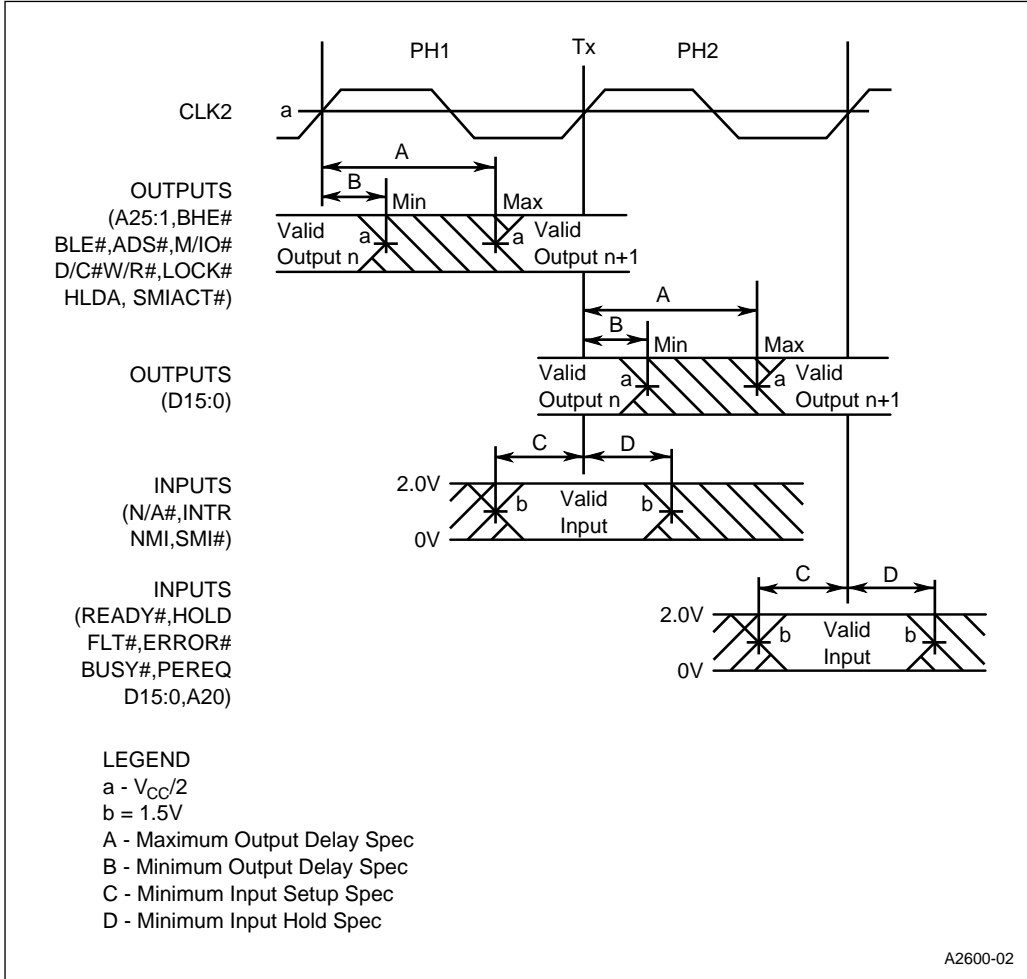 PH1 Tx PH2
CLK2 a
A
B
OUTPUTS
(A25:1,BHE#
BLE#,ADS#,M/IO#
D/C#W/R#,LOCK#
HLDA, SMIACT#)
Min Max
Valid
Output n
a a
Valid
Output n+1
A
B
OUTPUTS
(D15:0)
Min Max
Valid
Output n
a a
Valid
Output n+1
C D
INPUTS
(N/A#,INTR
NMI,SMI#)
2.0V
0V
b
Valid
Input
b
C D
INPUTS
(READY#,HOLD
FLT#,ERROR#
BUSY#,PEREQ
D15:0,A20)
2.0V
0V
b
Valid
Input
b
LEGEND
a - VCC/2
b = 1.5V
A - Maximum Output Delay Spec
B - Minimum Output Delay Spec
C - Minimum Input Setup Spec
D - Minimum Input Hold Spec
A2600-02